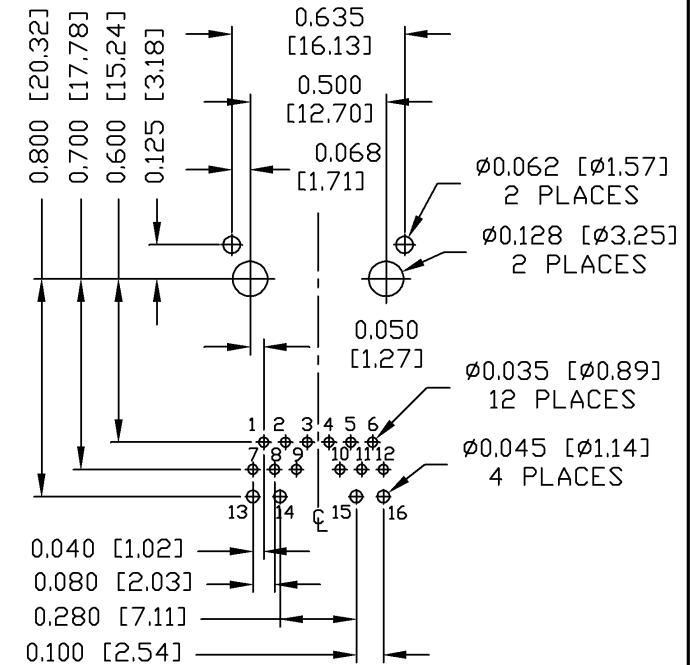 0.800 [20.32]
0.700 [17.78]
0.600 [15.24]
0.125 [3.18]
0.635
[16.13]
0.500
[12.70]
0.068
[1.71]
Ø0.062 [Ø1.57]
2 PLACES
Ø0.128 [Ø3.25]
2 PLACES
0.050
[1.27]
Ø0.035 [Ø0.89]
12 PLACES
1 2 3 4 5 6
7 8 9 10 11 12
Ø0.045 [Ø1.14]
4 PLACES
13 14 15 16
CL
0.040 [1.02]
0.080 [2.03]
0.280 [7.11]
0.100 [2.54]